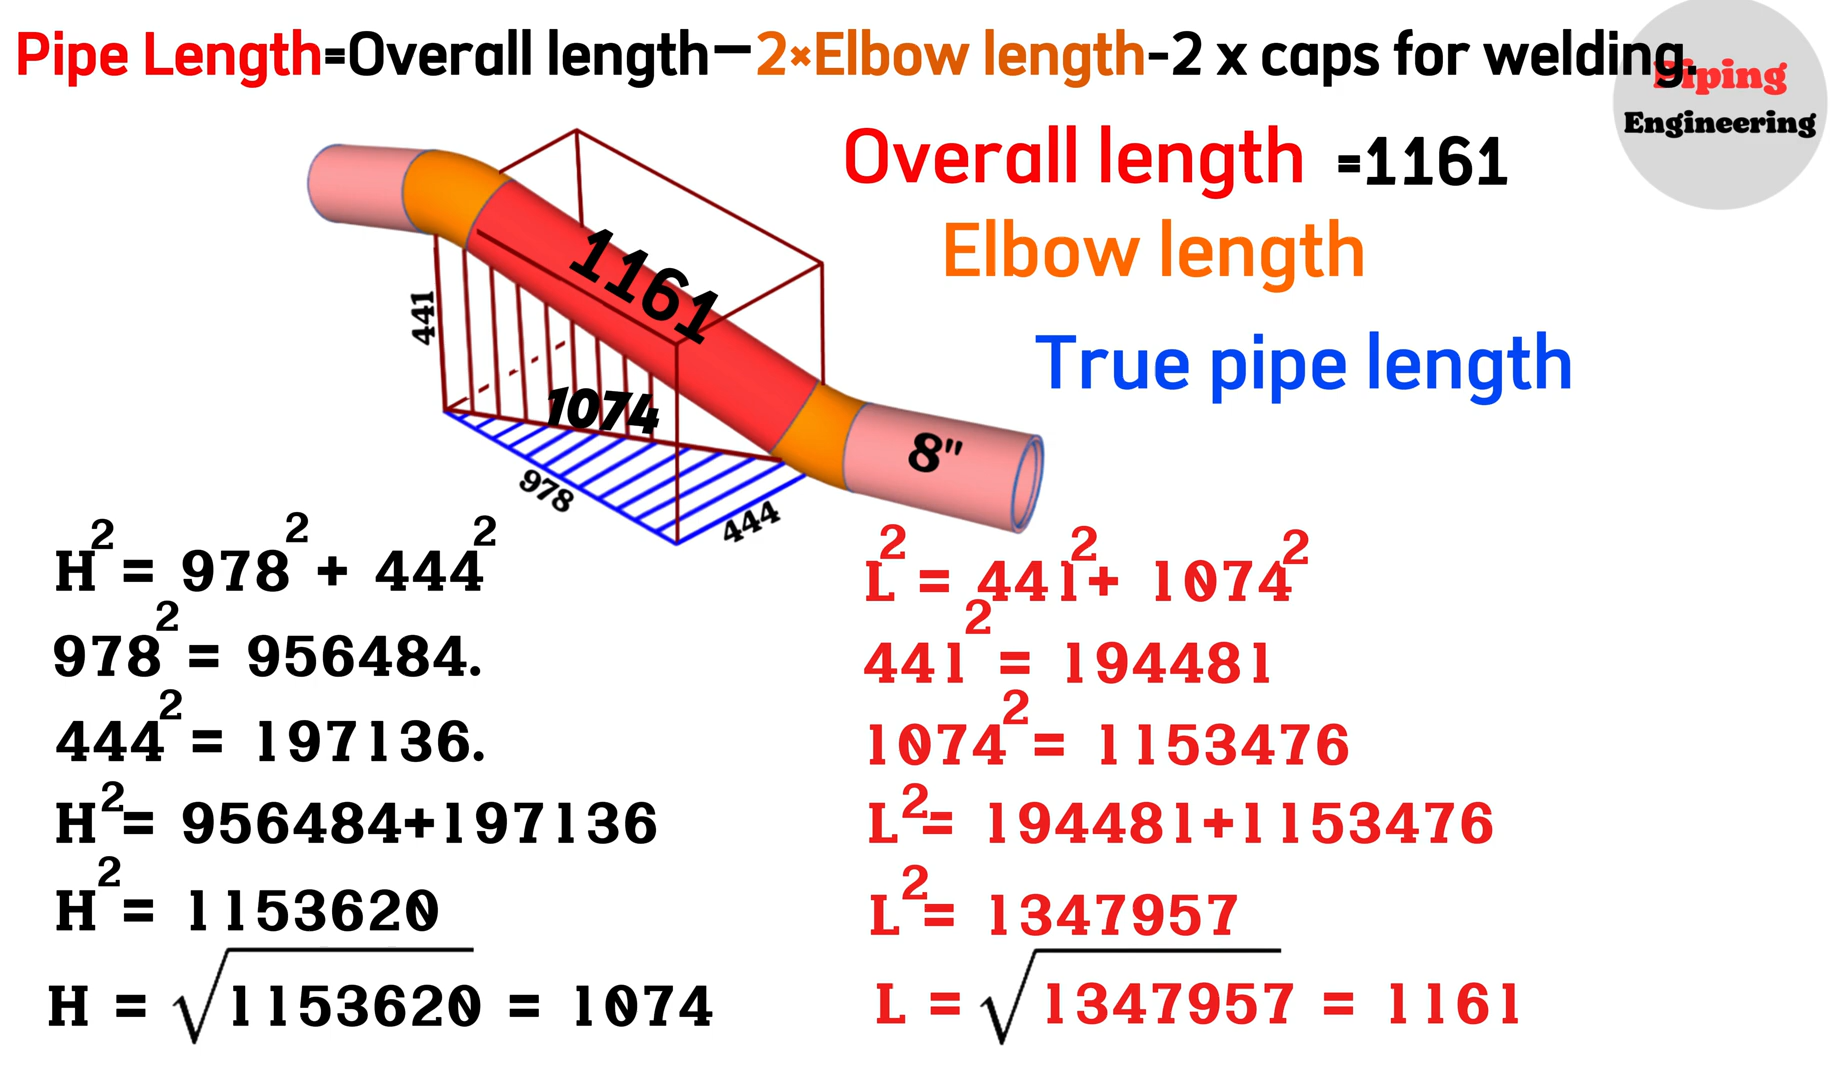 Pipe Length=Overall length−2×Elbow length-2 x caps for welding.
Piping
Engineering
Overall length =1161
Elbow length
True pipe length
1161
441
1074
978
444
8"
H² = 978² + 444²
978² = 956484.
444² = 197136.
H²= 956484+197136
H²= 1153620
H = √1153620 = 1074
L² = 441²+ 1074²
441² = 194481
1074² = 1153476
L²= 194481+1153476
L²= 1347957
L = √1347957 = 1161